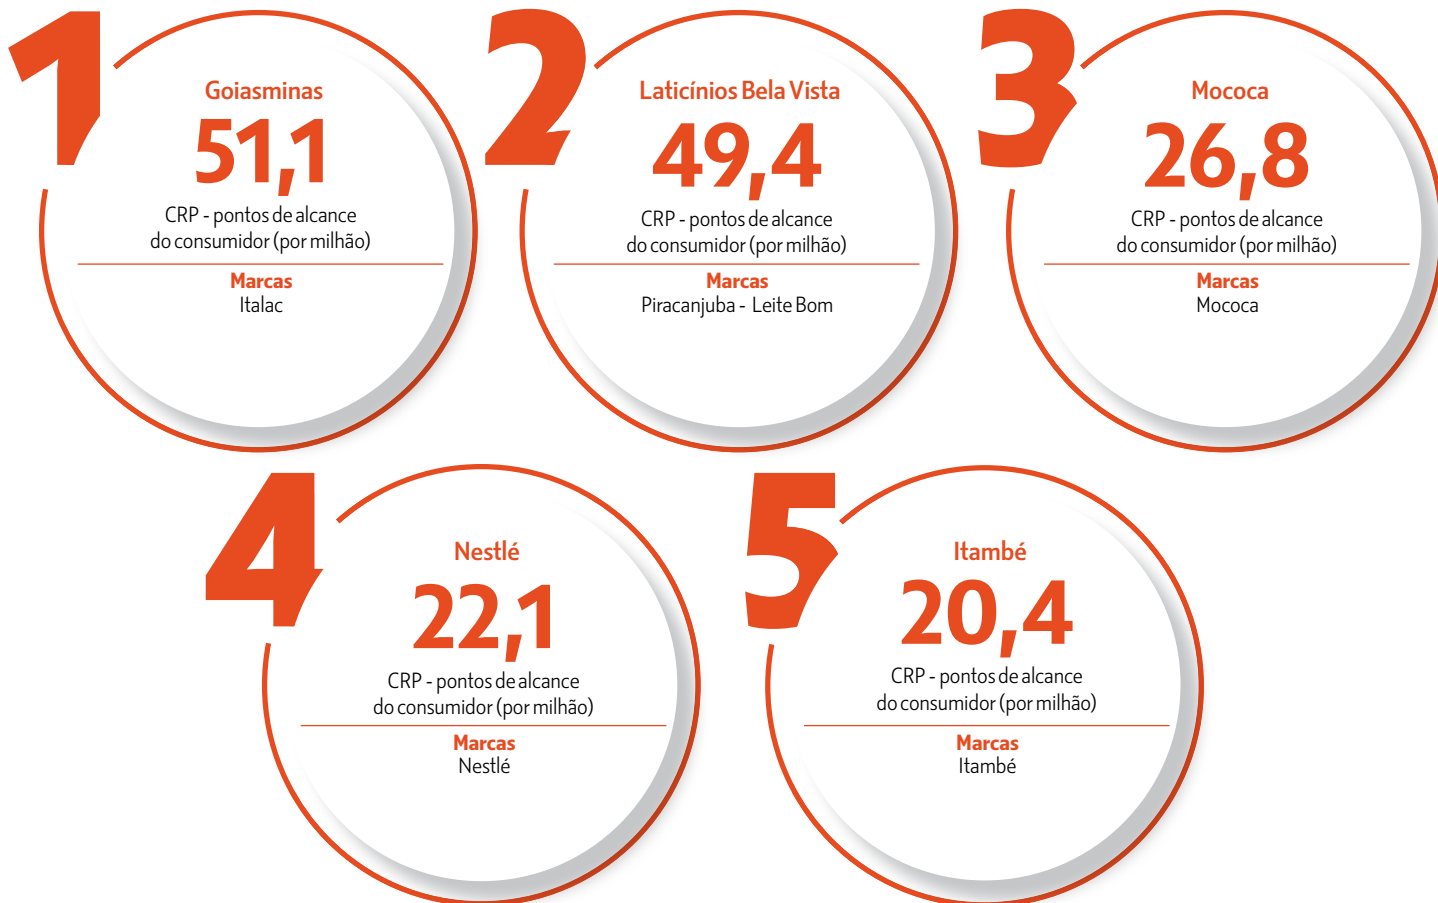 1
Goiasminas
51,1
CRP - pontos de alcance
do consumidor (por milhão)
Marcas
Italac
2
Laticínios Bela Vista
49,4
CRP - pontos de alcance
do consumidor (por milhão)
Marcas
Piracanjuba - Leite Bom
3
Mococa
26,8
CRP - pontos de alcance
do consumidor (por milhão)
Marcas
Mococa
4
Nestlé
22,1
CRP - pontos de alcance
do consumidor (por milhão)
Marcas
Nestlé
5
Itambé
20,4
CRP - pontos de alcance
do consumidor (por milhão)
Marcas
Itambé